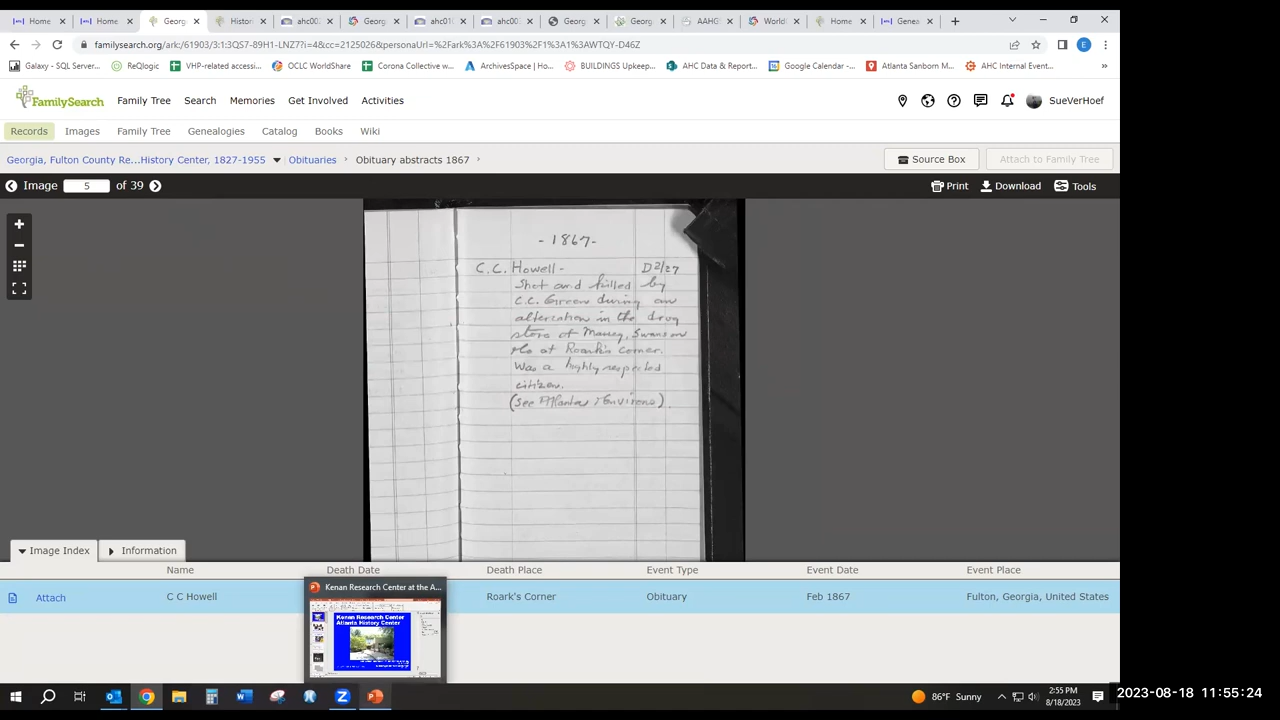 Home
Home
Georg
Histori
ahc00
Georg
ahc01
ahc00
Georg
Georg
AAHG
World
Home
Genea
familysearch.org/ark:/61903/3:1:3QS7-89H1-LNZ7?i=4&cc=2125026&personaUrl=%2Fark%3A%2F61903%2F1%3A1%3AWTQY-D46Z
Galaxy - SQL Server...
ReQlogic
VHP-related accessi...
OCLC WorldShare
Corona Collective w...
ArchivesSpace | Ho...
BUILDINGS Upkeep...
AHC Data & Report...
Google Calendar -...
Atlanta Sanborn M...
AHC Internal Event...
FamilySearch
Family Tree
Search
Memories
Get Involved
Activities
SueVerHoef
Records
Images
Family Tree
Genealogies
Catalog
Books
Wiki
Georgia, Fulton County Re...History Center, 1827-1955
Obituaries
Obituary abstracts 1867
Source Box
Attach to Family Tree
Image 5 of 39
Print
Download
Tools
-1867-
C.C. Howell- D 2/27
Shot and killed by
C.C. Green during an
altercation in the drug
store of Massey, Swanson
at Roark's corner.
Was a highly respected
citizen.
(See Atlanta & Environs).
Image Index
Information
Name
Death Date
Death Place
Event Type
Event Date
Event Place
Attach
C C Howell
Roark's Corner
Obituary
Feb 1867
Fulton, Georgia, United States
Kenan Research Center at the A...
Kenan Research Center
Atlanta History Center
86°F Sunny
2:55 PM
8/18/2023
2023-08-18 11:55:24